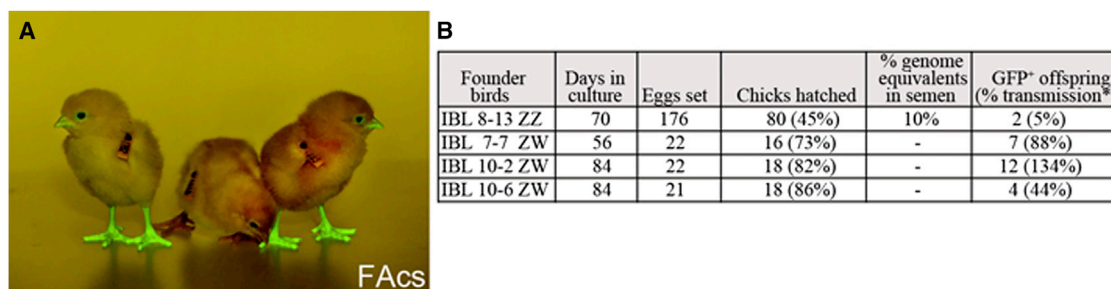 A
FAcs
B
Founder birds Days in culture Eggs set Chicks hatched % genome equivalents in semen GFP+ offspring (% transmission*
IBL 8-13 ZZ 70 176 80 (45%) 10% 2 (5%)
IBL 7-7 ZW 56 22 16 (73%) - 7 (88%)
IBL 10-2 ZW 84 22 18 (82%) - 12 (134%)
IBL 10-6 ZW 84 21 18 (86%) - 4 (44%)